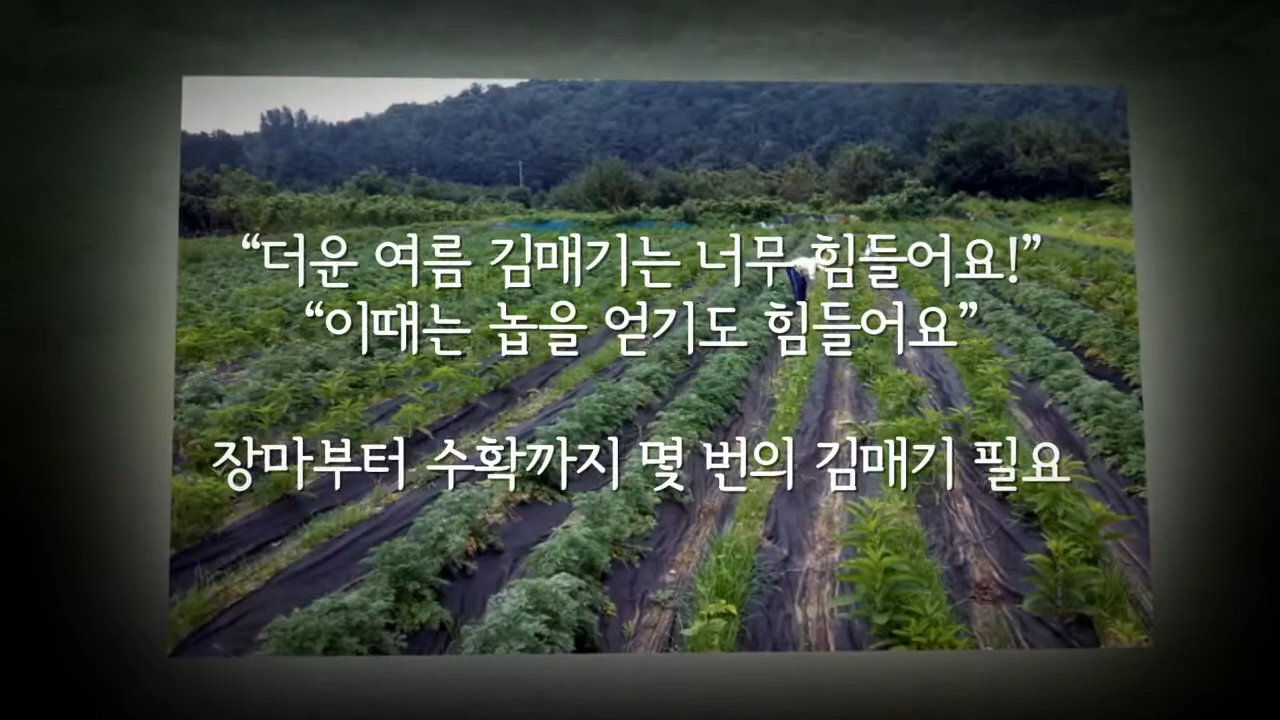 “더운 여름 김매기는 너무 힘들어요!”
“이때는 놉을 얻기도 힘들어요”
장마부터 수확까지 몇 번의 김매기 필요